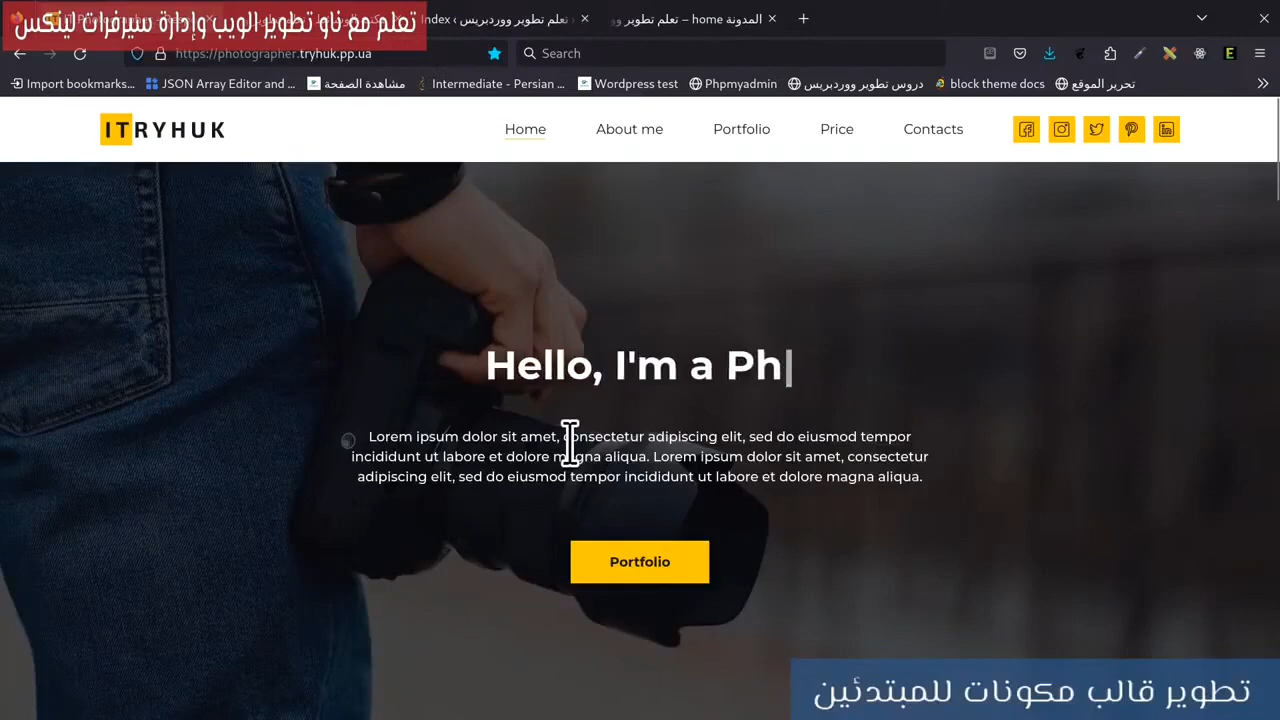 تعلم مع ناو تطوير الويب وإدارة سيرفرات لينكس
Index ‹ تعلم تطوير ووردبريس
المدونة home – تعلم تطوير وور
https://photographer.tryhuk.pp.ua
Search
Import bookmarks...
JSON Array Editor and ...
مشاهدة الصفحة
Intermediate - Persian ...
Wordpress test
Phpmyadmin
دروس تطوير ووردبريس
block theme docs
تحرير الموقع
ITRYHUK
Home
About me
Portfolio
Price
Contacts
Hello, I'm a Ph
Lorem ipsum dolor sit amet, consectetur adipiscing elit, sed do eiusmod tempor
incididunt ut labore et dolore magna aliqua. Lorem ipsum dolor sit amet, consectetur
adipiscing elit, sed do eiusmod tempor incididunt ut labore et dolore magna aliqua.
Portfolio
تطوير قالب مكونات للمبتدئين